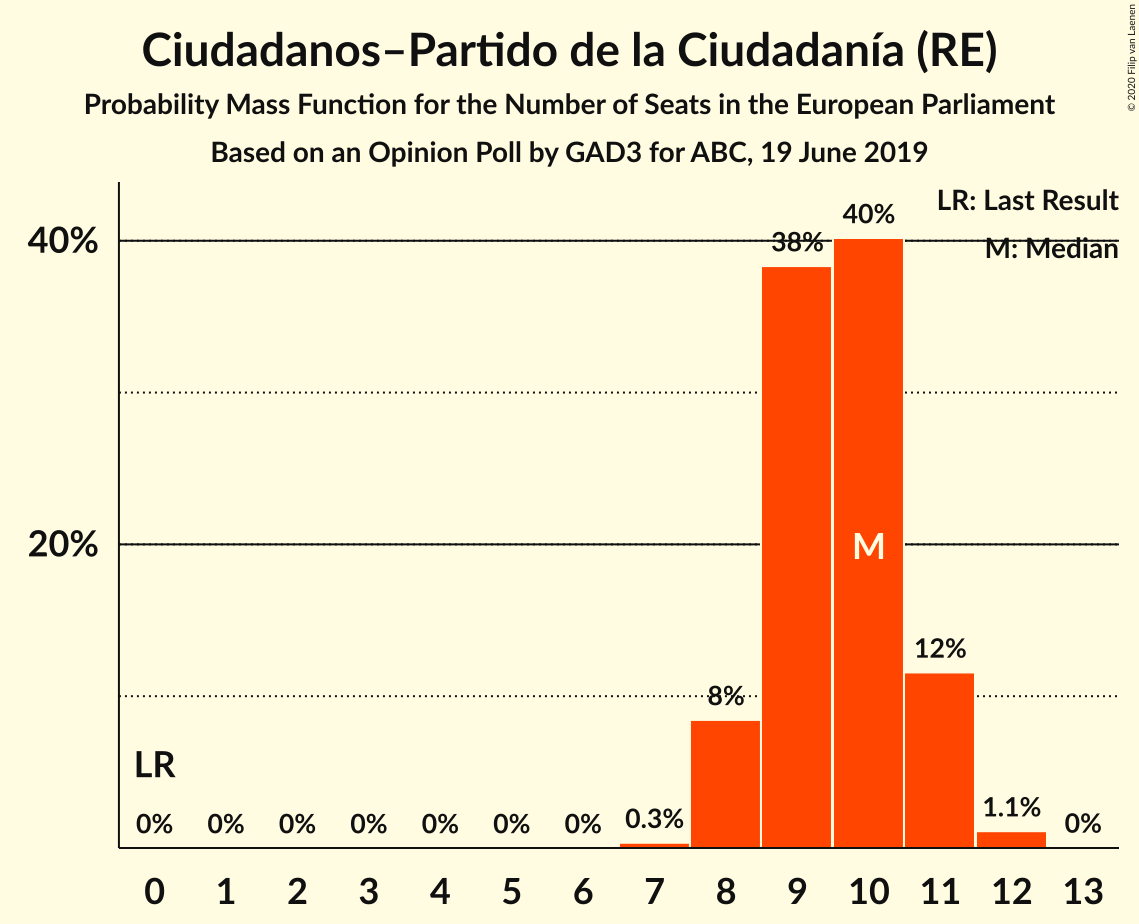 Ciudadanos–Partido de la Ciudadanía (RE)
Probability Mass Function for the Number of Seats in the European Parliament
Based on an Opinion Poll by GAD3 for ABC, 19 June 2019
© 2020 Filip van Laenen
LR: Last Result
M: Median
40%
20%
40%
38%
M
12%
8%
LR
0% 0% 0% 0% 0% 0% 0% 0.3% 1.1% 0%
0 1 2 3 4 5 6 7 8 9 10 11 12 13